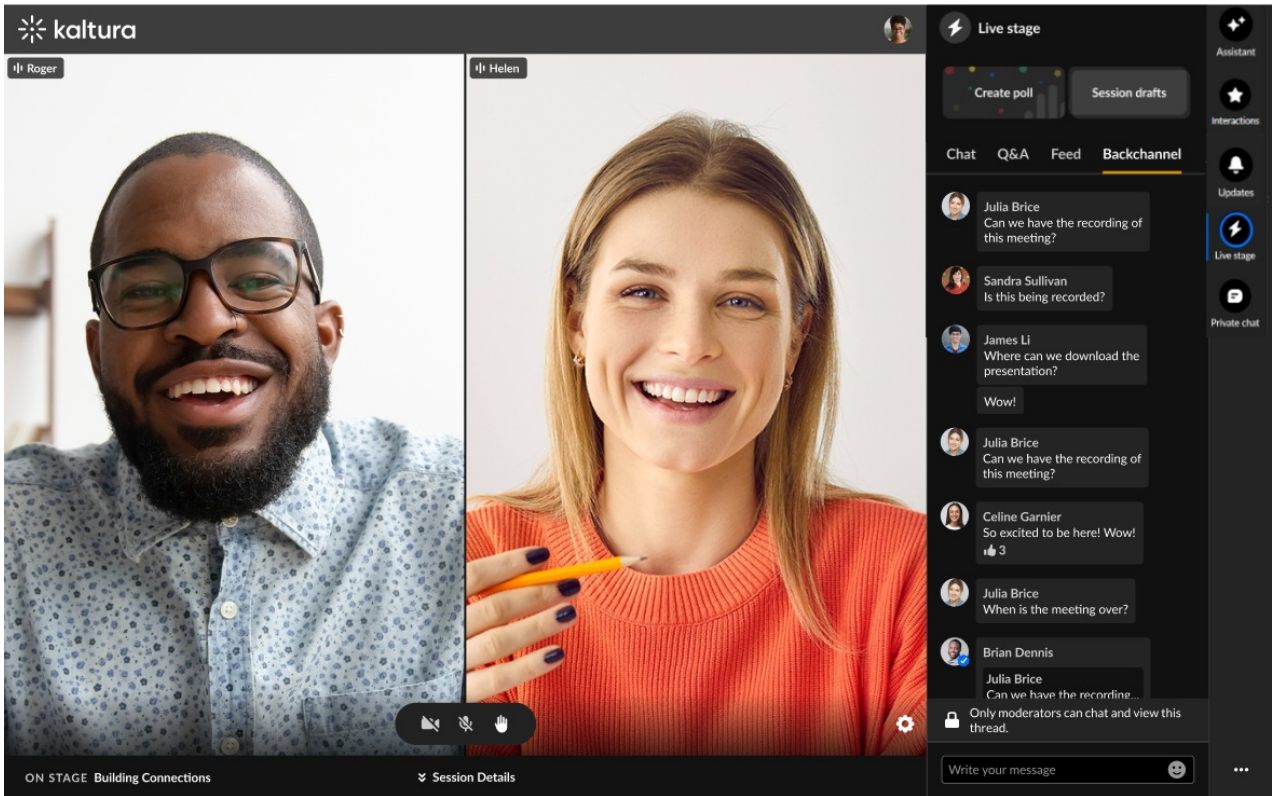 kaltura
Roger
Helen
ON STAGE Building Connections
Session Details
Live stage
Create poll
Session drafts
Chat
Q&A
Feed
Backchannel
Julia Brice
Can we have the recording of
this meeting?
Sandra Sullivan
Is this being recorded?
James Li
Where can we download the
presentation?
Wow!
Julia Brice
Can we have the recording of
this meeting?
Celine Garnier
So excited to be here! Wow!
3
Julia Brice
When is the meeting over?
Brian Dennis
Julia Brice
Can we have the recording...
Only moderators can chat and view this
thread.
Write your message
Assistant
Interactions
Updates
Live stage
Private chat